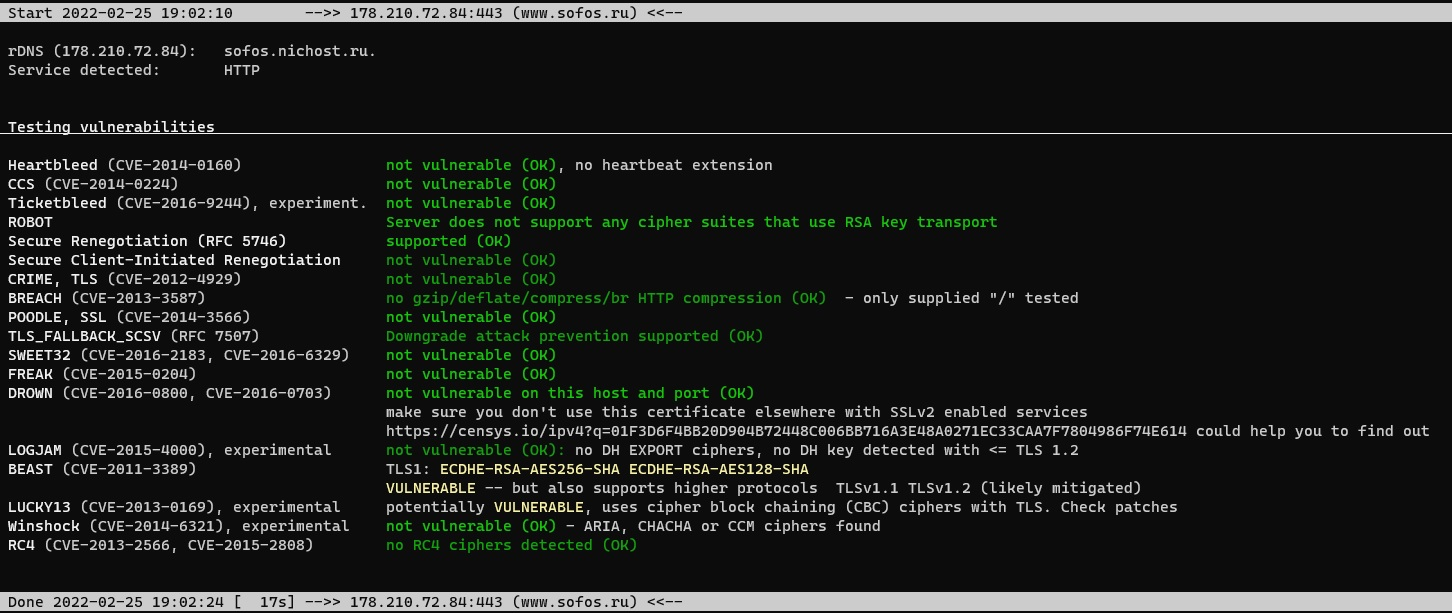 Start 2022-02-25 19:02:10        -->> 178.210.72.84:443 (www.sofos.ru) <<--
rDNS (178.210.72.84):   sofos.nichost.ru.
Service detected:       HTTP
Testing vulnerabilities
Heartbleed (CVE-2014-0160)                not vulnerable (OK), no heartbeat extension
CCS (CVE-2014-0224)                       not vulnerable (OK)
Ticketbleed (CVE-2016-9244), experiment.  not vulnerable (OK)
ROBOT                                     Server does not support any cipher suites that use RSA key transport
Secure Renegotiation (RFC 5746)           supported (OK)
Secure Client-Initiated Renegotiation     not vulnerable (OK)
CRIME, TLS (CVE-2012-4929)                not vulnerable (OK)
BREACH (CVE-2013-3587)                    no gzip/deflate/compress/br HTTP compression (OK)  - only supplied "/" tested
POODLE, SSL (CVE-2014-3566)               not vulnerable (OK)
TLS_FALLBACK_SCSV (RFC 7507)              Downgrade attack prevention supported (OK)
SWEET32 (CVE-2016-2183, CVE-2016-6329)    not vulnerable (OK)
FREAK (CVE-2015-0204)                     not vulnerable (OK)
DROWN (CVE-2016-0800, CVE-2016-0703)      not vulnerable on this host and port (OK)
                                          make sure you don't use this certificate elsewhere with SSLv2 enabled services
                                          https://censys.io/ipv4?q=01F3D6F4BB20D904B72448C006BB716A3E48A0271EC33CAA7F7804986F74E614 could help you to find out
LOGJAM (CVE-2015-4000), experimental      not vulnerable (OK): no DH EXPORT ciphers, no DH key detected with <= TLS 1.2
BEAST (CVE-2011-3389)                     TLS1: ECDHE-RSA-AES256-SHA ECDHE-RSA-AES128-SHA
                                          VULNERABLE -- but also supports higher protocols  TLSv1.1 TLSv1.2 (likely mitigated)
LUCKY13 (CVE-2013-0169), experimental     potentially VULNERABLE, uses cipher block chaining (CBC) ciphers with TLS. Check patches
Winshock (CVE-2014-6321), experimental    not vulnerable (OK) - ARIA, CHACHA or CCM ciphers found
RC4 (CVE-2013-2566, CVE-2015-2808)        no RC4 ciphers detected (OK)
Done 2022-02-25 19:02:24 [  17s] -->> 178.210.72.84:443 (www.sofos.ru) <<--